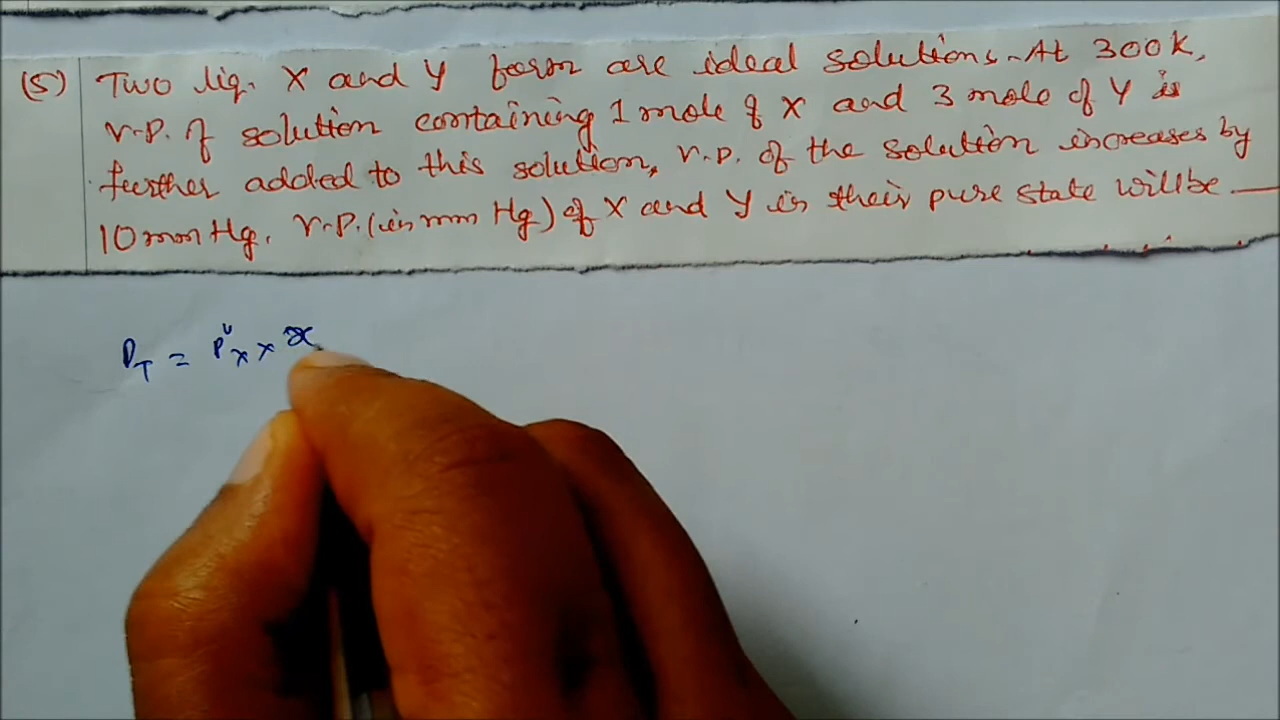 (5) Two liq. X and Y form are ideal solutions. At 300K,
V.P. of solution containing 1 mole of X and 3 mole of Y is
further added to this solution, V.P. of the solution increases by
10 mm Hg. V.P. (in mm Hg) of X and Y in their pure state will be —
P_T = P°_X × x